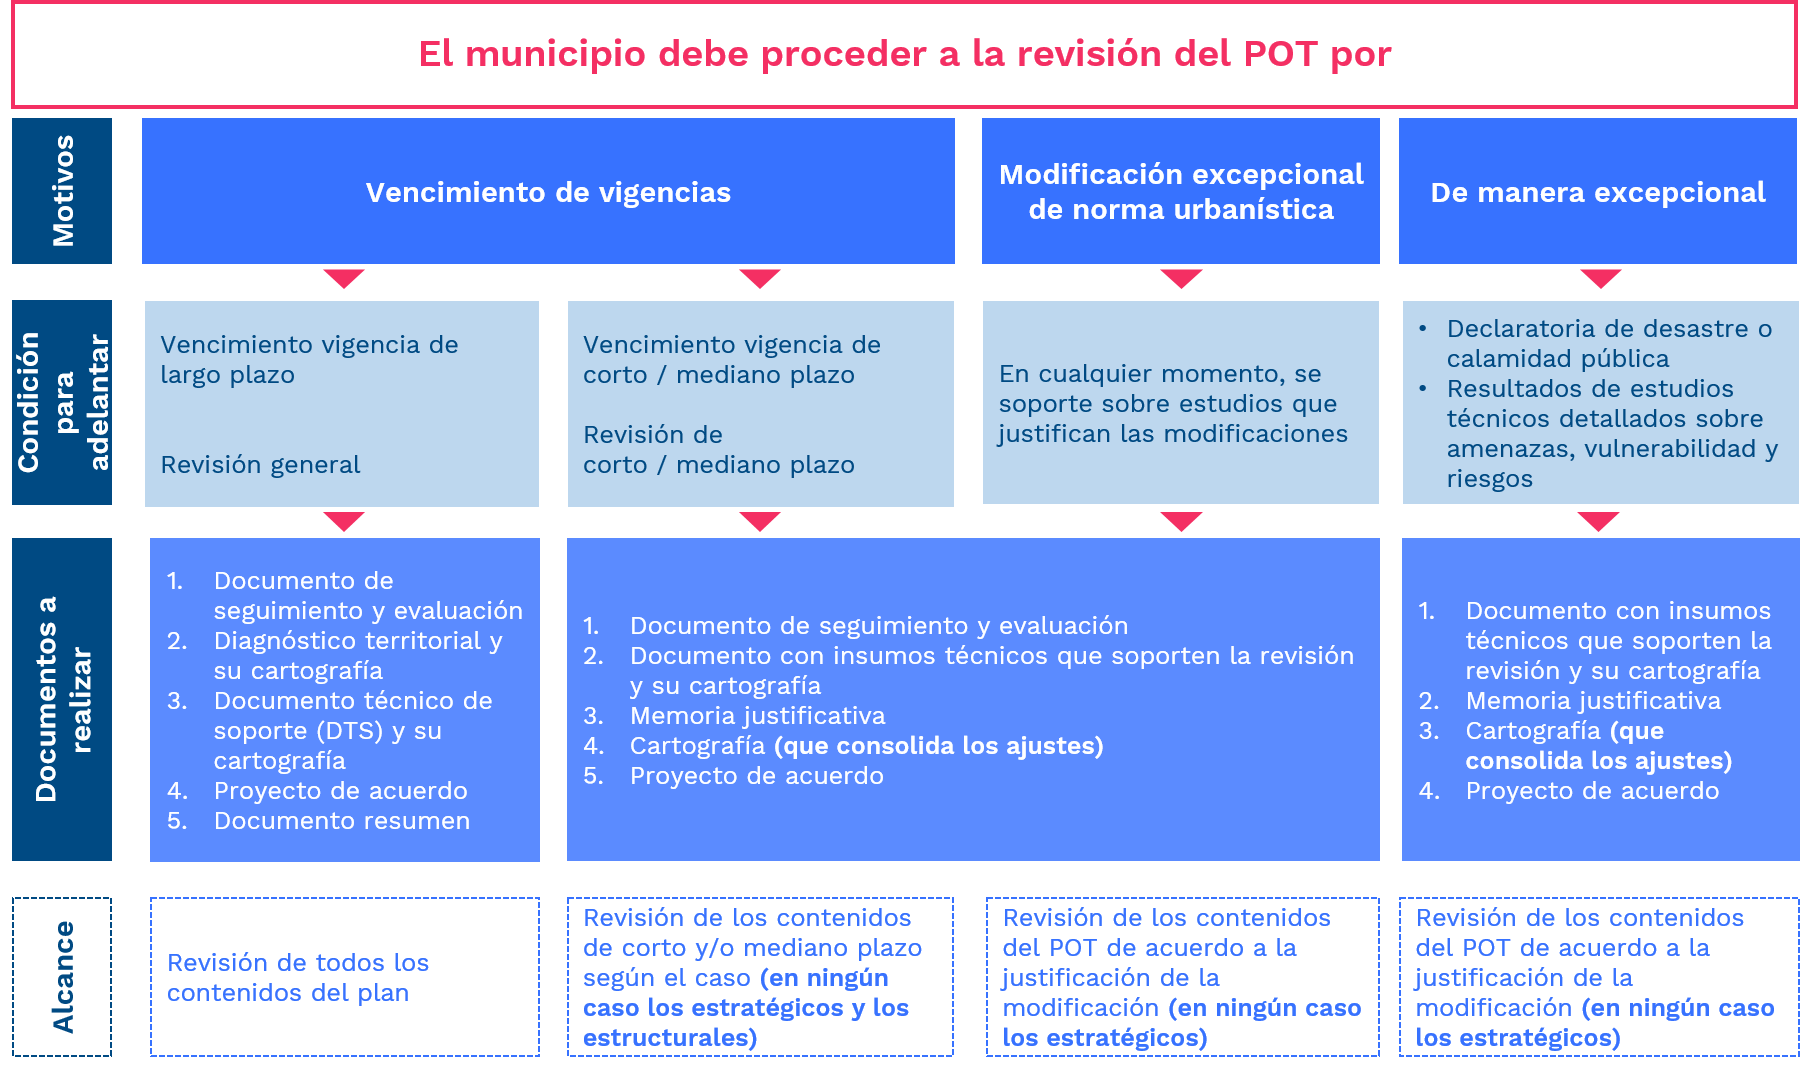 El municipio debe proceder a la revisión del POT por
Motivos
Vencimiento de vigencias
Modificación excepcional
de norma urbanística
De manera excepcional
Condición
para
adelantar
Vencimiento vigencia de
largo plazo
Revisión general
Vencimiento vigencia de
corto / mediano plazo
Revisión de
corto / mediano plazo
En cualquier momento, se
soporte sobre estudios que
justifican las modificaciones
• Declaratoria de desastre o
calamidad pública
• Resultados de estudios
técnicos detallados sobre
amenazas, vulnerabilidad y
riesgos
Documentos a
realizar
1. Documento de
seguimiento y evaluación
2. Diagnóstico territorial y
su cartografía
3. Documento técnico de
soporte (DTS) y su
cartografía
4. Proyecto de acuerdo
5. Documento resumen
1. Documento de seguimiento y evaluación
2. Documento con insumos técnicos que soporten la revisión
y su cartografía
3. Memoria justificativa
4. Cartografía (que consolida los ajustes)
5. Proyecto de acuerdo
1. Documento con insumos
técnicos que soporten la
revisión y su cartografía
2. Memoria justificativa
3. Cartografía (que
consolida los ajustes)
4. Proyecto de acuerdo
Alcance
Revisión de todos los
contenidos del plan
Revisión de los contenidos
de corto y/o mediano plazo
según el caso (en ningún
caso los estratégicos y los
estructurales)
Revisión de los contenidos
del POT de acuerdo a la
justificación de la
modificación (en ningún caso
los estratégicos)
Revisión de los contenidos
del POT de acuerdo a la
justificación de la
modificación (en ningún caso
los estratégicos)